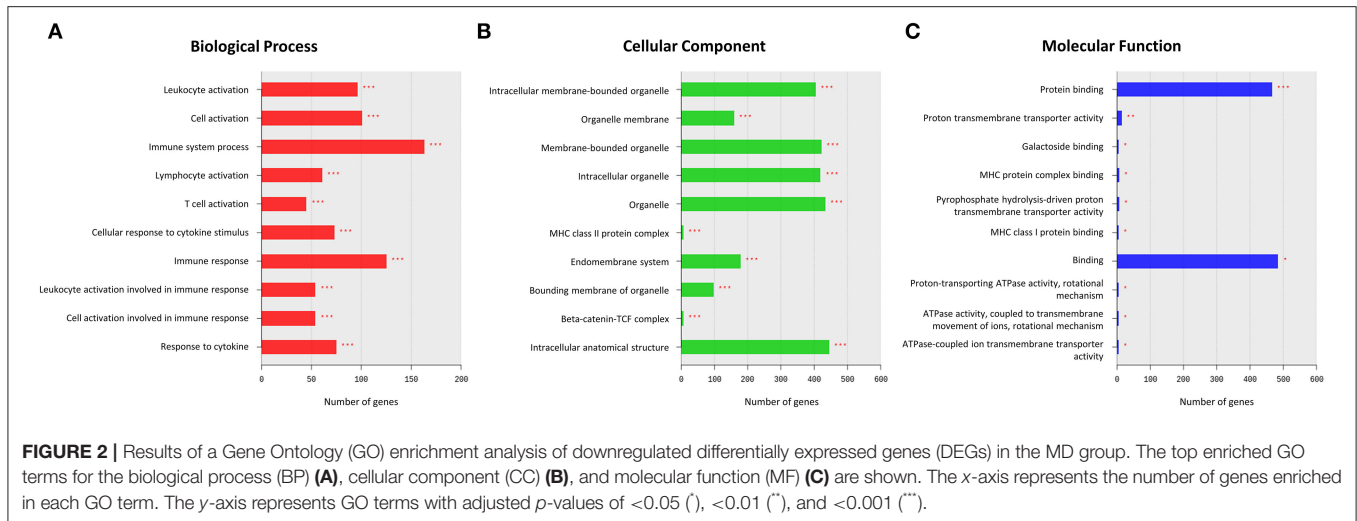 A
Biological Process
Leukocyte activation
***
Cell activation
***
Immune system process
***
Lymphocyte activation
***
T cell activation
***
Cellular response to cytokine stimulus
***
Immune response
***
Leukocyte activation involved in immune response
***
Cell activation involved in immune response
***
Response to cytokine
***
0 50 100 150 200
Number of genes
B
Cellular Component
Intracellular membrane-bounded organelle
***
Organelle membrane
***
Membrane-bounded organelle
***
Intracellular organelle
***
Organelle
***
MHC class II protein complex
***
Endomembrane system
***
Bounding membrane of organelle
***
Beta-catenin-TCF complex
***
Intracellular anatomical structure
***
0 100 200 300 400 500 600
Number of genes
C
Molecular Function
Protein binding
***
Proton transmembrane transporter activity
**
Galactoside binding
*
MHC protein complex binding
*
Pyrophosphate hydrolysis-driven proton
transmembrane transporter activity
*
MHC class I protein binding
*
Binding
*
Proton-transporting ATPase activity, rotational
mechanism
*
ATPase activity, coupled to transmembrane
movement of ions, rotational mechanism
*
ATPase-coupled ion transmembrane transporter
activity
*
0 100 200 300 400 500 600
Number of genes
FIGURE 2 | Results of a Gene Ontology (GO) enrichment analysis of downregulated differentially expressed genes (DEGs) in the MD group. The top enriched GO
terms for the biological process (BP) (A), cellular component (CC) (B), and molecular function (MF) (C) are shown. The x-axis represents the number of genes enriched
in each GO term. The y-axis represents GO terms with adjusted p-values of <0.05 (*), <0.01 (**), and <0.001 (***).